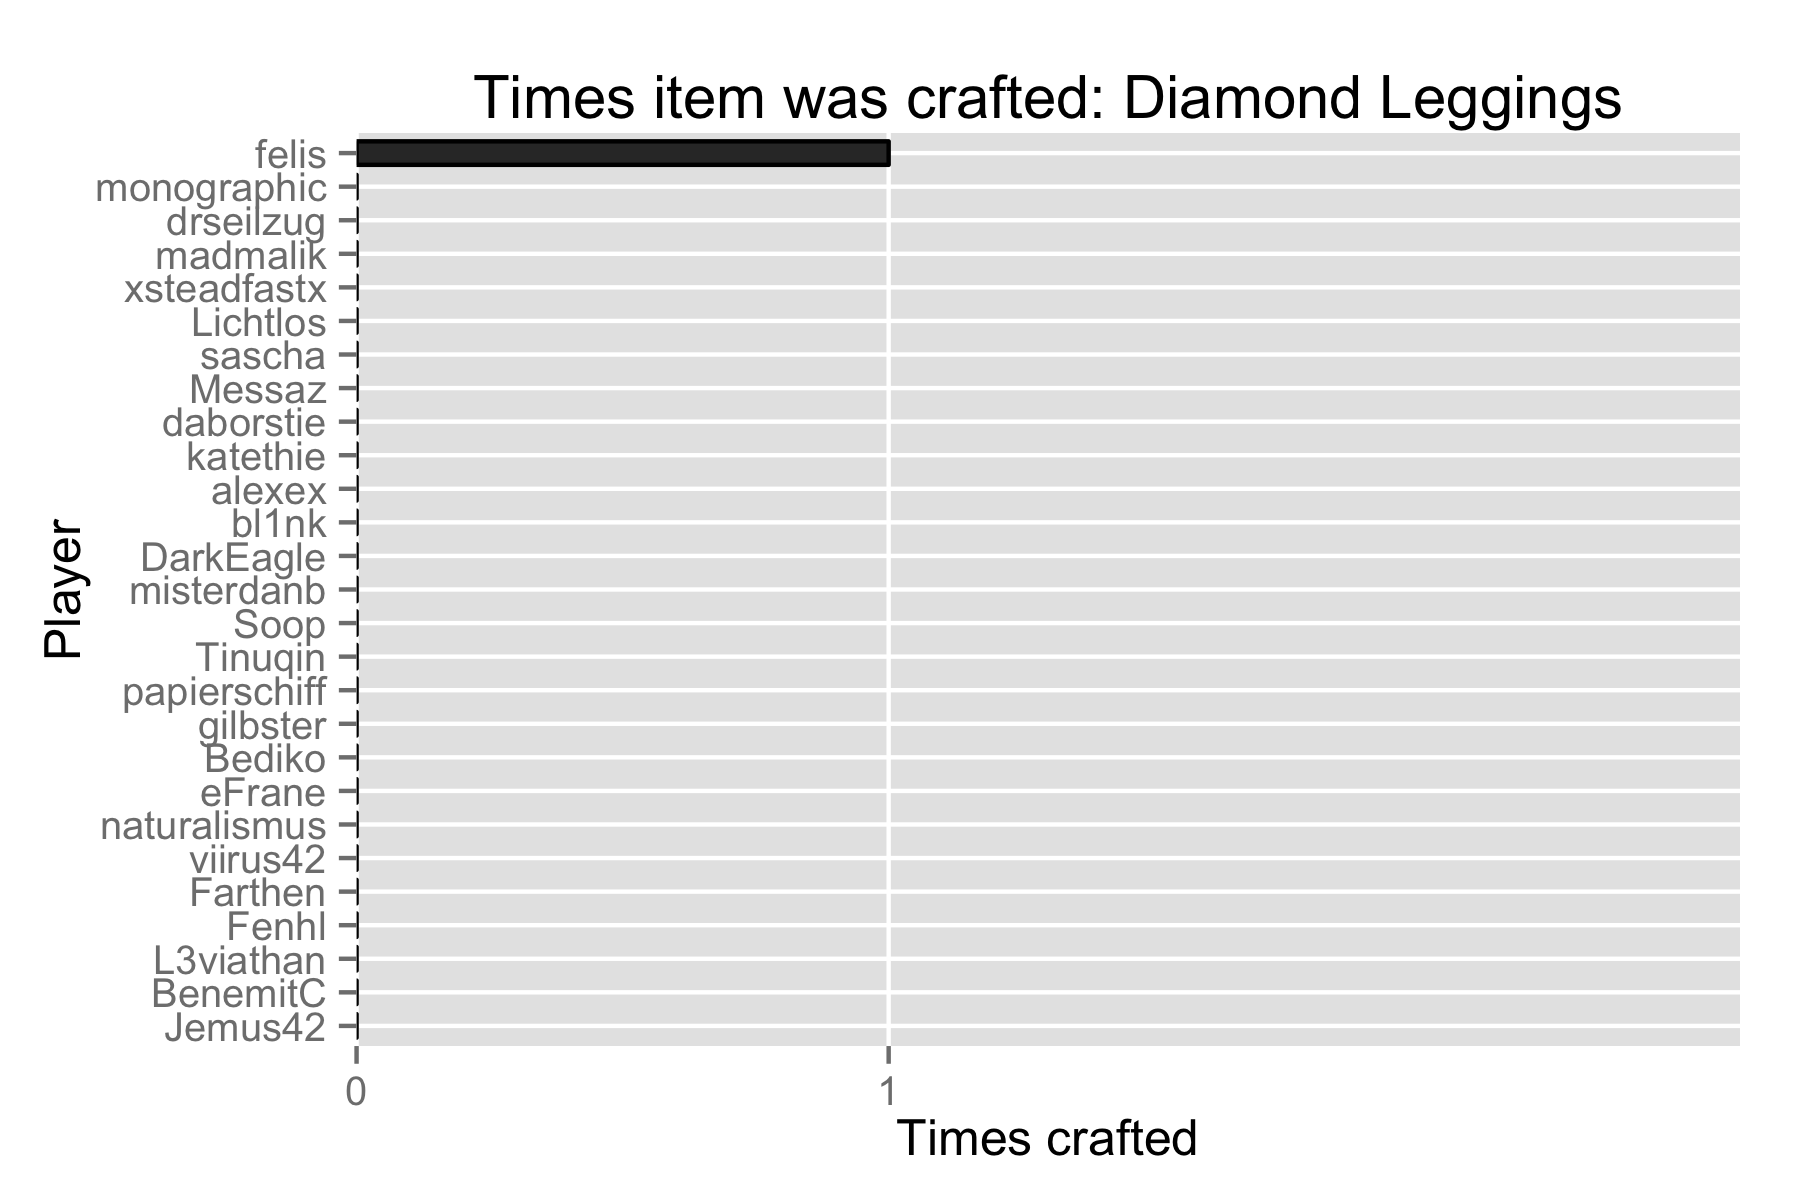 Times item was crafted: Diamond Leggings
felis
monographic
drseilzug
madmalik
xsteadfastx
Lichtlos
sascha
Messaz
daborstie
katethie
alexex
bl1nk
DarkEagle
misterdanb
Soop
Tinuqin
papierschiff
gilbster
Bediko
eFrane
naturalismus
viirus42
Farthen
Fenhl
L3viathan
BenemitC
Jemus42
Player
0 1
Times crafted